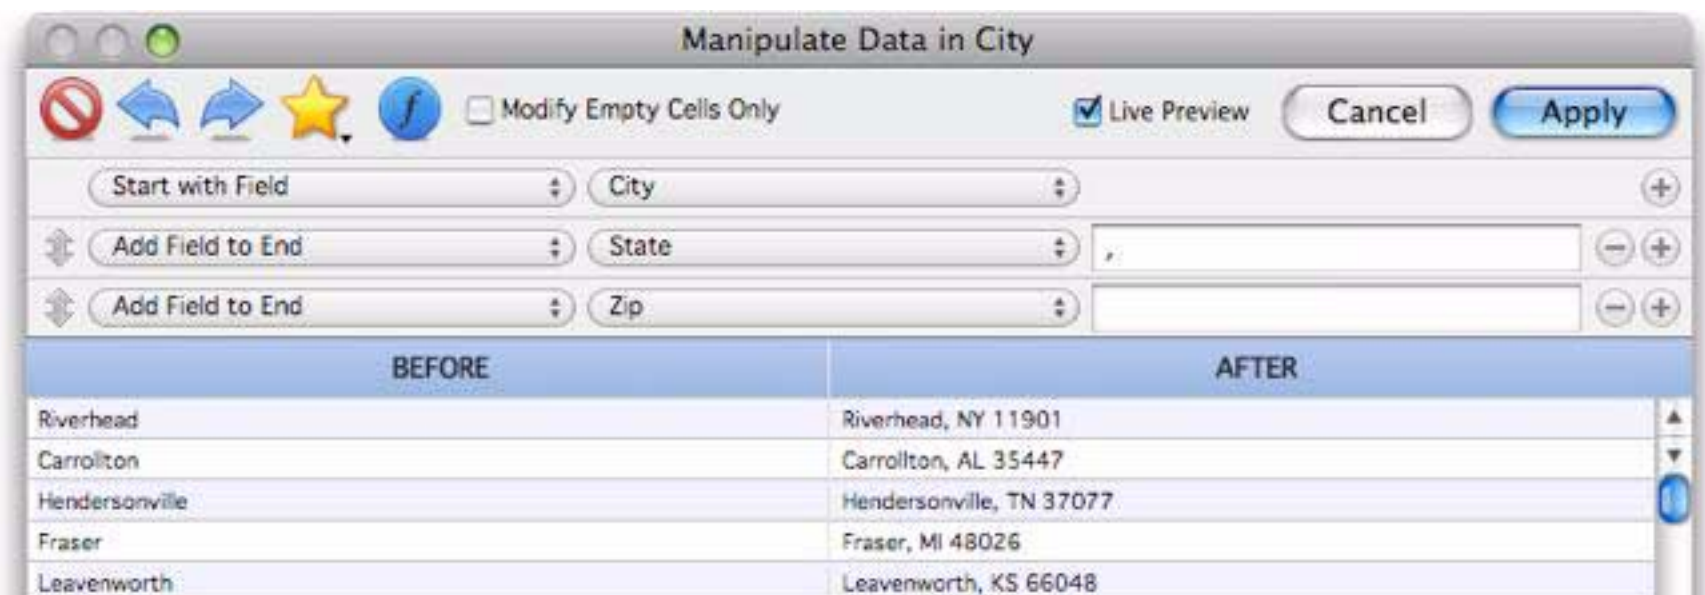 Manipulate Data in City
f Modify Empty Cells Only Live Preview Cancel Apply
Start with Field City
Add Field to End State ,
Add Field to End Zip
BEFORE AFTER
Riverhead Riverhead, NY 11901
Carrollton Carrollton, AL 35447
Hendersonville Hendersonville, TN 37077
Fraser Fraser, MI 48026
Leavenworth Leavenworth, KS 66048